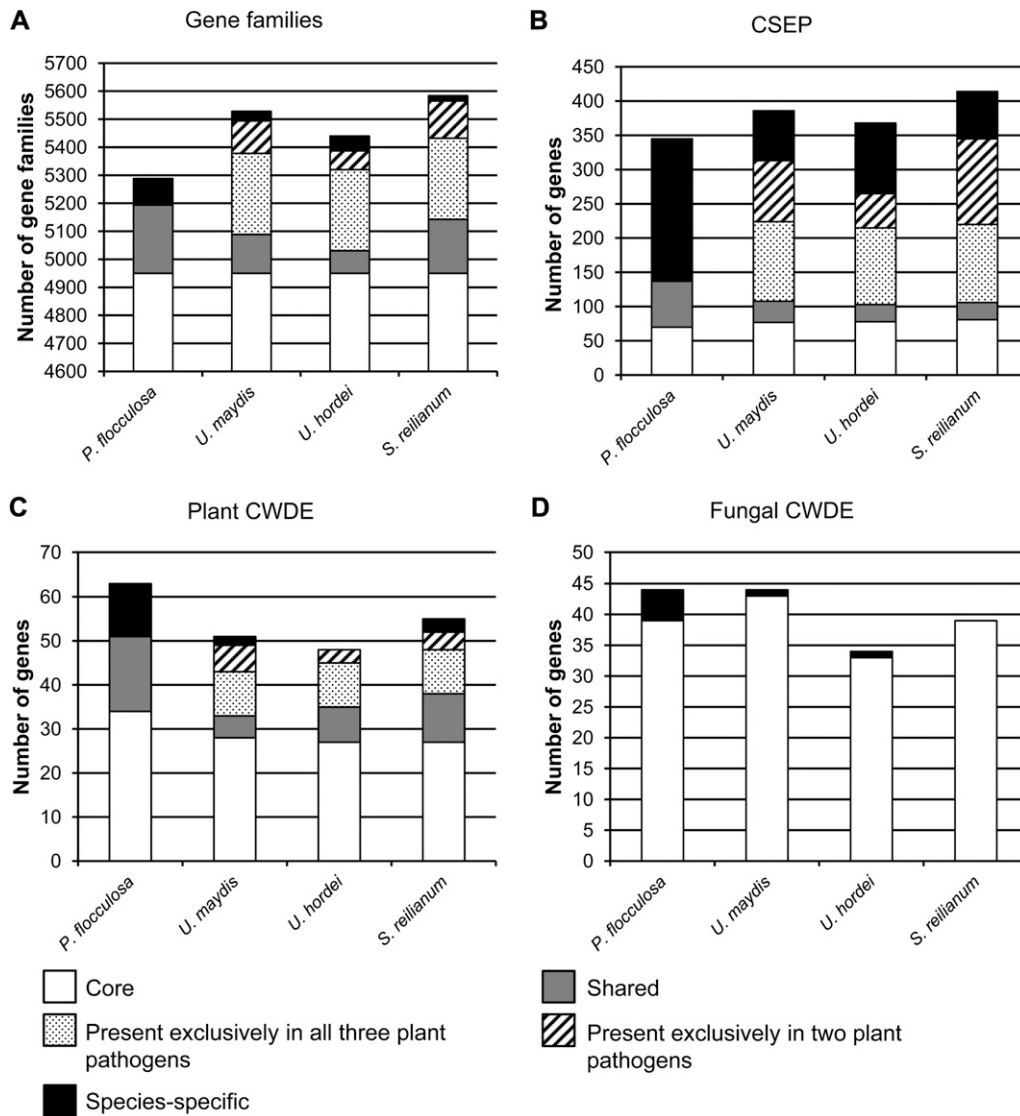 A
Gene families
Number of gene families
5700
5600
5500
5400
5300
5200
5100
5000
4900
4800
4700
4600
P. flocculosa
U. maydis
U. hordei
S. reilianum
B
CSEP
Number of genes
450
400
350
300
250
200
150
100
50
0
P. flocculosa
U. maydis
U. hordei
S. reilianum
C
Plant CWDE
Number of genes
70
60
50
40
30
20
10
0
P. flocculosa
U. maydis
U. hordei
S. reilianum
D
Fungal CWDE
Number of genes
50
45
40
35
30
25
20
15
10
5
0
P. flocculosa
U. maydis
U. hordei
S. reilianum
Core
Shared
Present exclusively in all three plant
pathogens
Present exclusively in two plant
pathogens
Species-specific